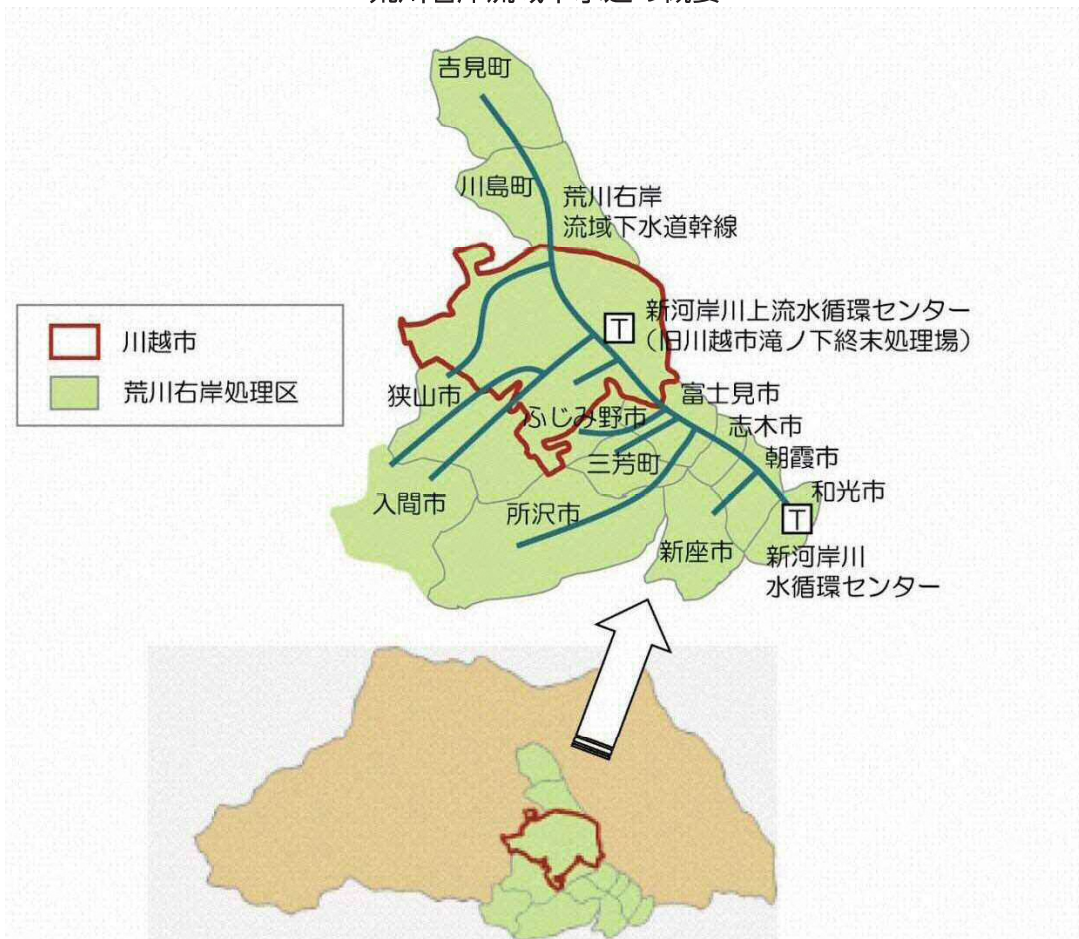 吉見町
川島町
荒川右岸
流域下水道幹線
新河岸川上流水循環センター
（旧川越市滝ノ下終末処理場）
T
川越市
荒川右岸処理区
狭山市
ふじみ野市
富士見市
志木市
三芳町
朝霞市
和光市
入間市
所沢市
T
新座市
新河岸川
水循環センター